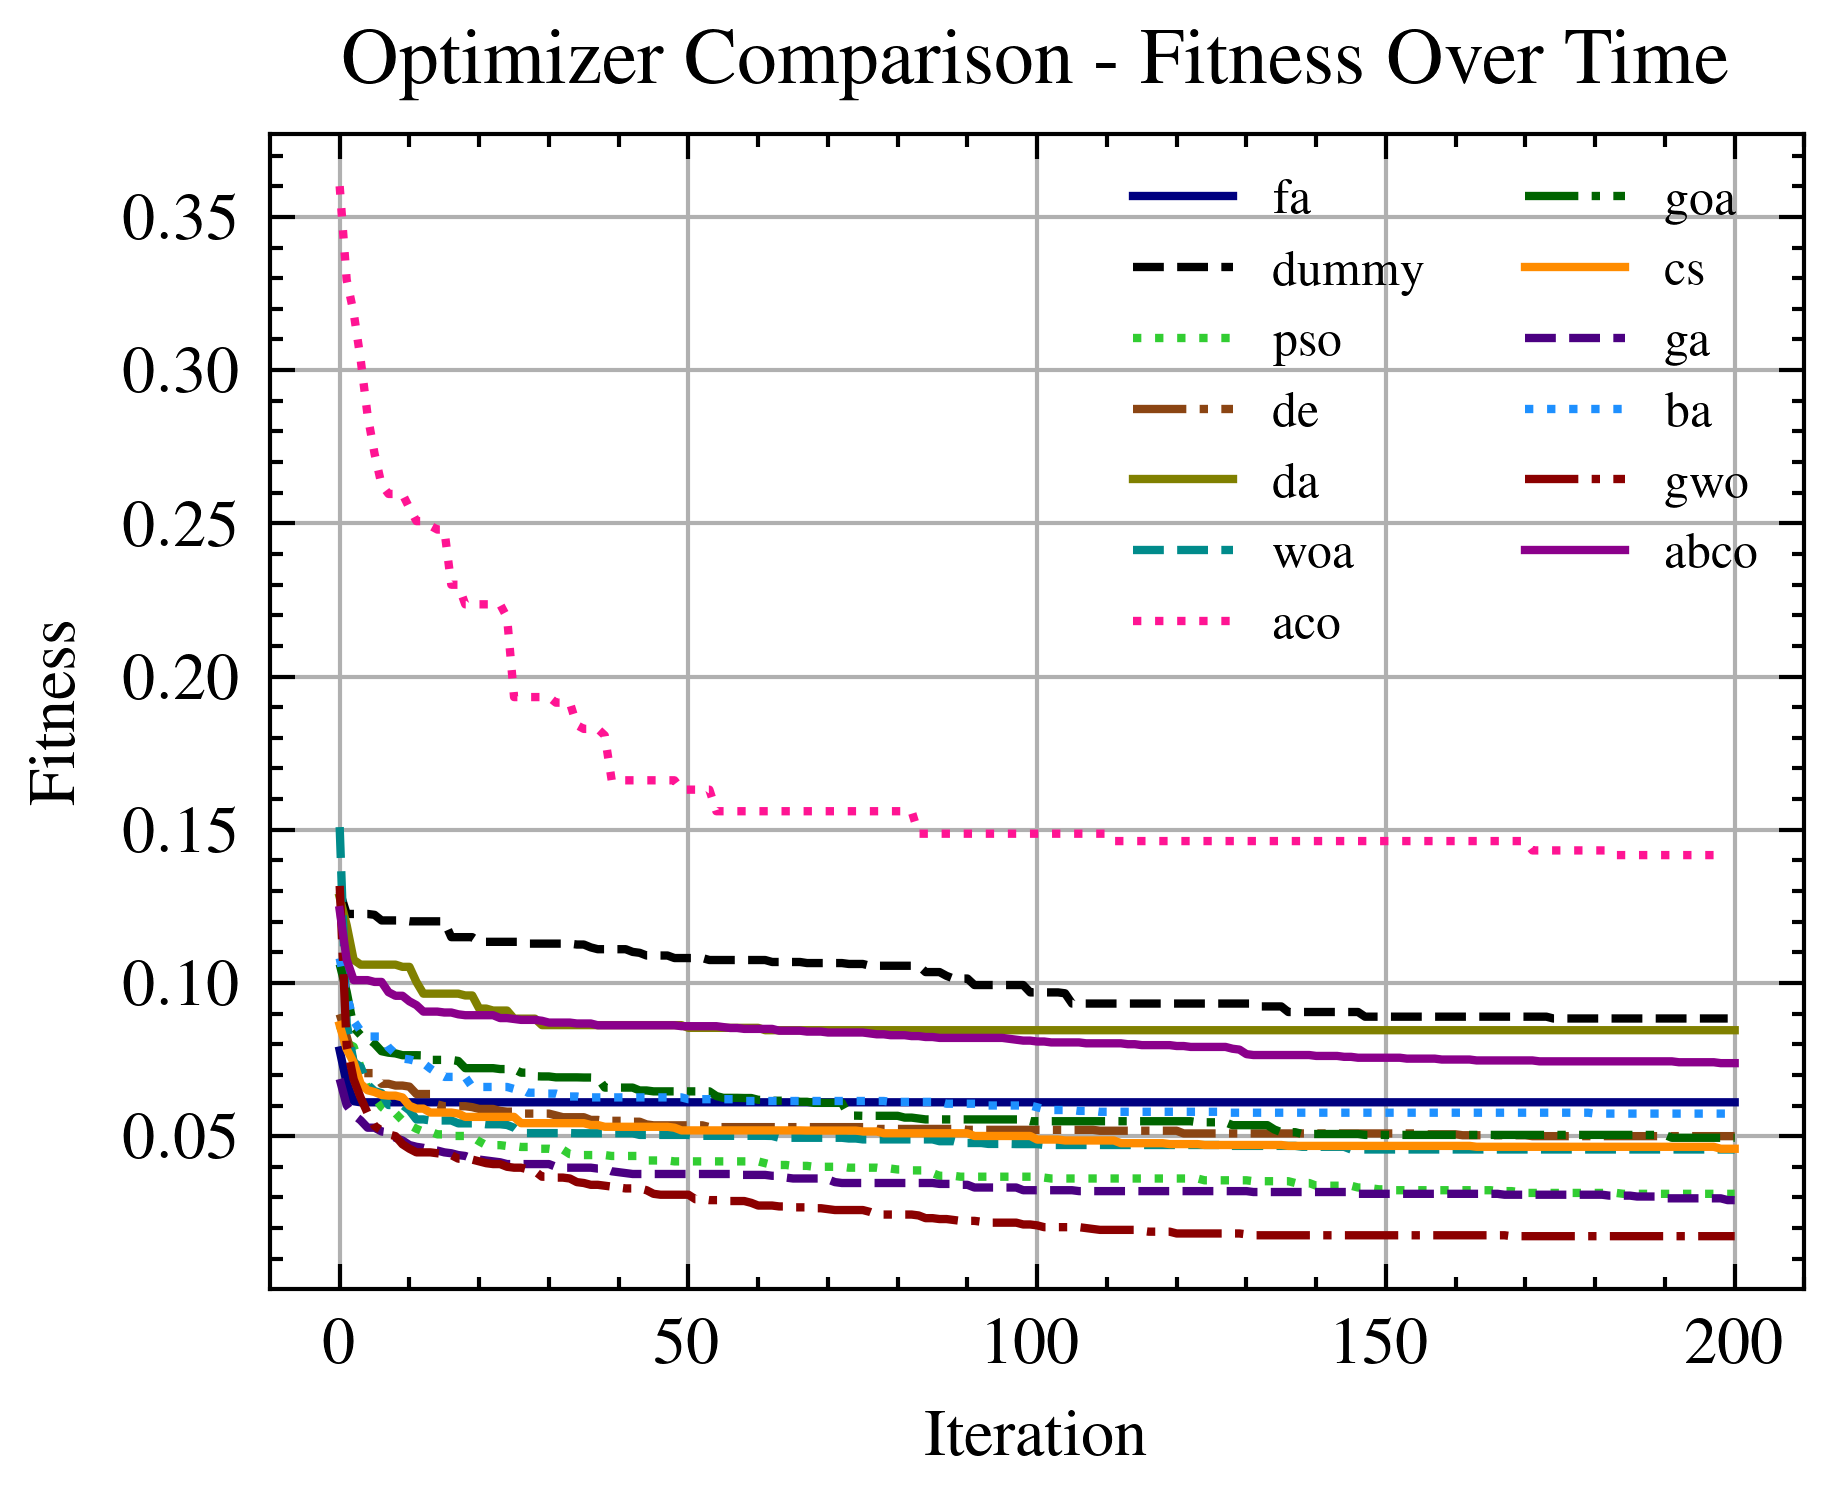 Optimizer Comparison - Fitness Over Time
0.35
0.30
0.25
0.20
0.15
0.10
0.05
Fitness
fa
dummy
pso
de
da
woa
aco
goa
cs
ga
ba
gwo
abco
0 50 100 150 200
Iteration